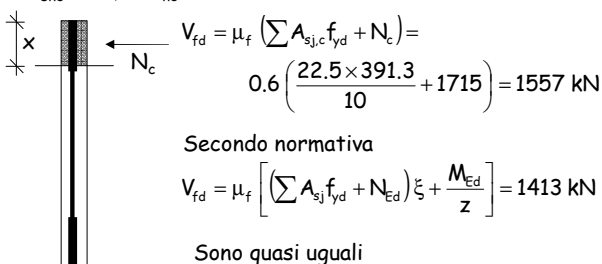 x
N_c
V_fd = μ_f (∑ A_sj,c f_yd + N_c) =
0.6 (22.5×391.3 / 10 + 1715) = 1557 kN
Secondo normativa
V_fd = μ_f [(∑ A_sj f_yd + N_Ed) ξ + M_Ed / z] = 1413 kN
Sono quasi uguali